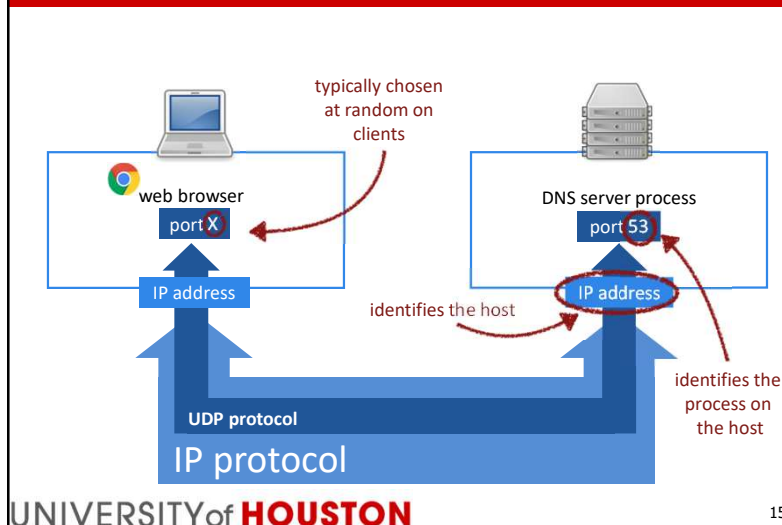 typically chosen
at random on
clients
web browser
port X
IP address
DNS server process
port 53
IP address
identifies the host
identifies the
process on
the host
UDP protocol
IP protocol
UNIVERSITY of HOUSTON
15